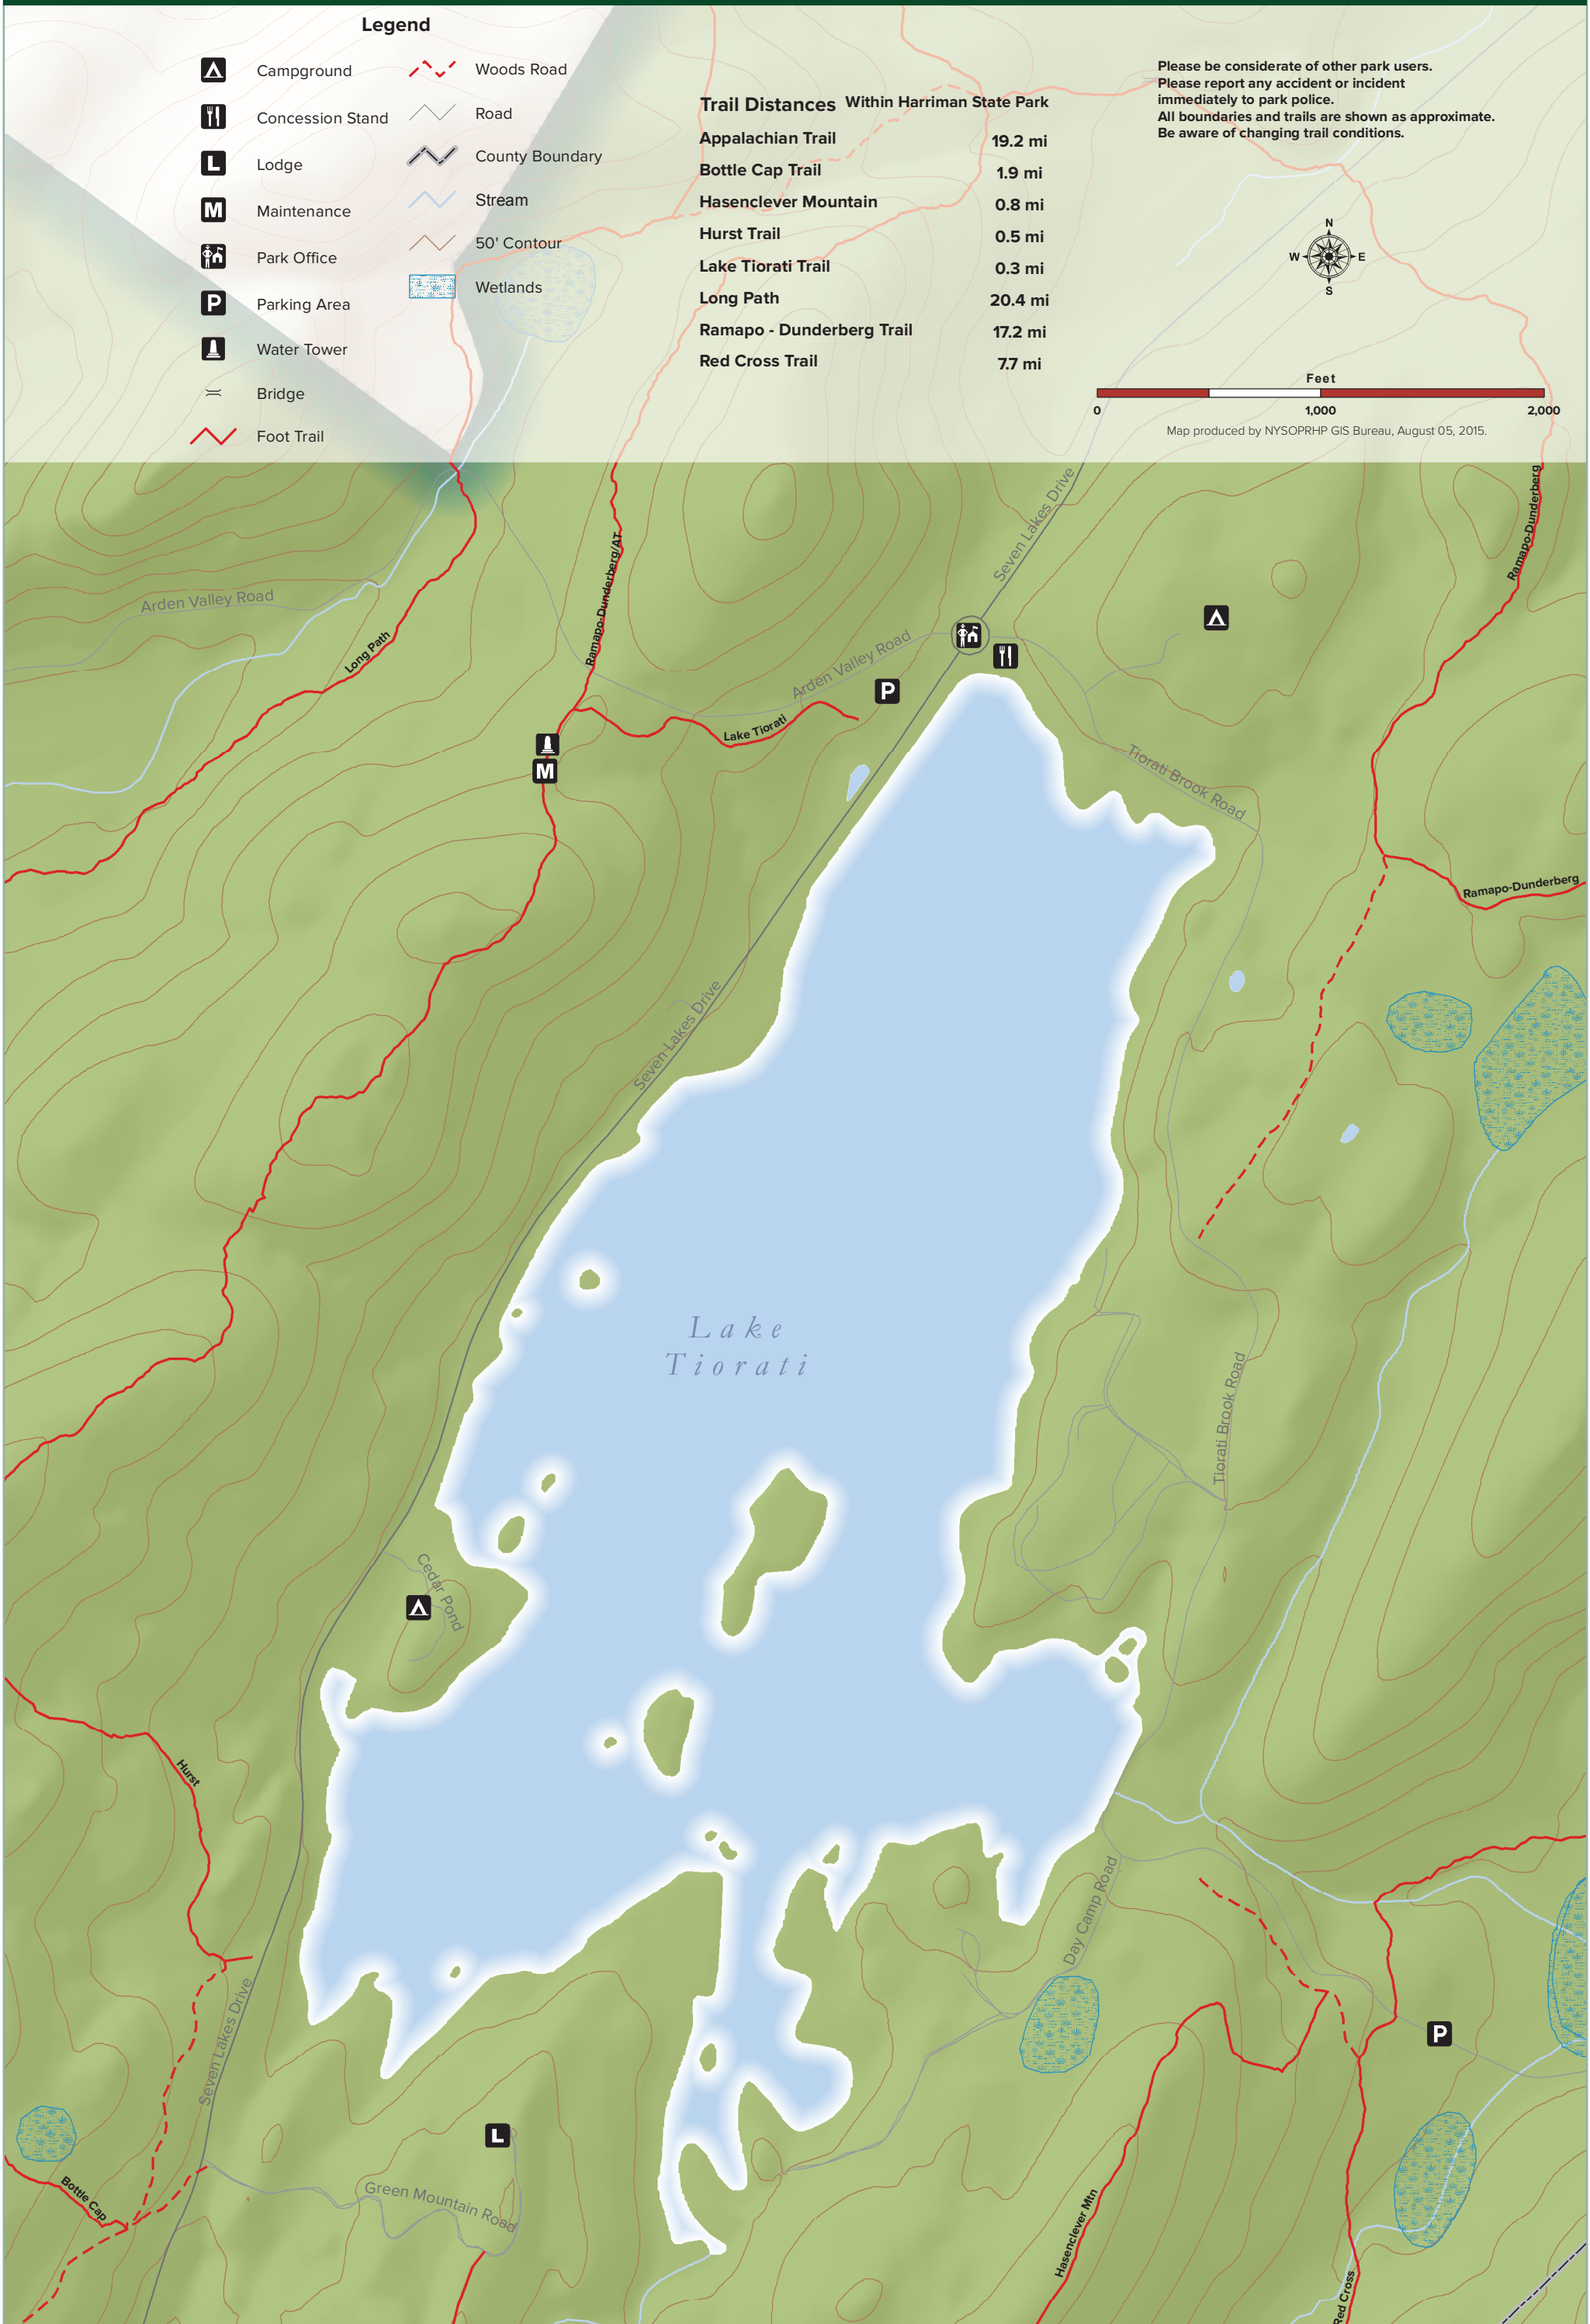 Legend
Campground
Concession Stand
L Lodge
M Maintenance
Park Office
P Parking Area
Water Tower
Bridge
Foot Trail
Woods Road
Road
County Boundary
Stream
50' Contour
Wetlands
Trail Distances Within Harriman State Park
Appalachian Trail 19.2 mi
Bottle Cap Trail 1.9 mi
Hasenclever Mountain 0.8 mi
Hurst Trail 0.5 mi
Lake Tiorati Trail 0.3 mi
Long Path 20.4 mi
Ramapo - Dunderberg Trail 17.2 mi
Red Cross Trail 7.7 mi
Please be considerate of other park users.
Please report any accident or incident
immediately to park police.
All boundaries and trails are shown as approximate.
Be aware of changing trail conditions.
N
W E
S
Feet
0 1,000 2,000
Map produced by NYSOPRHP GIS Bureau, August 05, 2015.
Seven Lakes Drive
Ramapo-Dunderberg
Arden Valley Road
Ramapo-Dunderberg/AT
Long Path
Arden Valley Road
P
Lake Tiorati
M
Tiorati Brook Road
Ramapo-Dunderberg
Seven Lakes Drive
Lake
Tiorati
Tiorati Brook Road
Cedar Pond
Hurst
Day Camp Road
Seven Lakes Drive
P
L
Bottle Cap
Green Mountain Road
Hasenclever Mtn
Red Cross